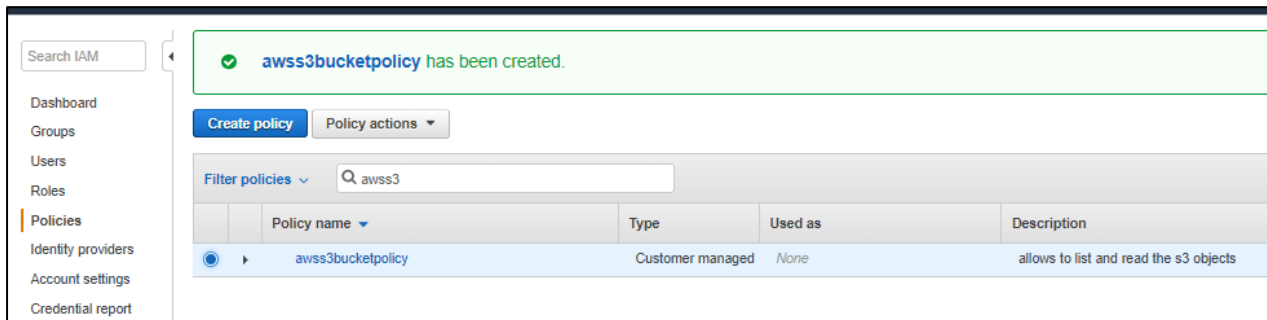 Search IAM
Dashboard
Groups
Users
Roles
Policies
Identity providers
Account settings
Credential report
awss3bucketpolicy has been created.
Create policy Policy actions
Filter policies awss3
Policy name Type Used as Description
awss3bucketpolicy Customer managed None allows to list and read the s3 objects